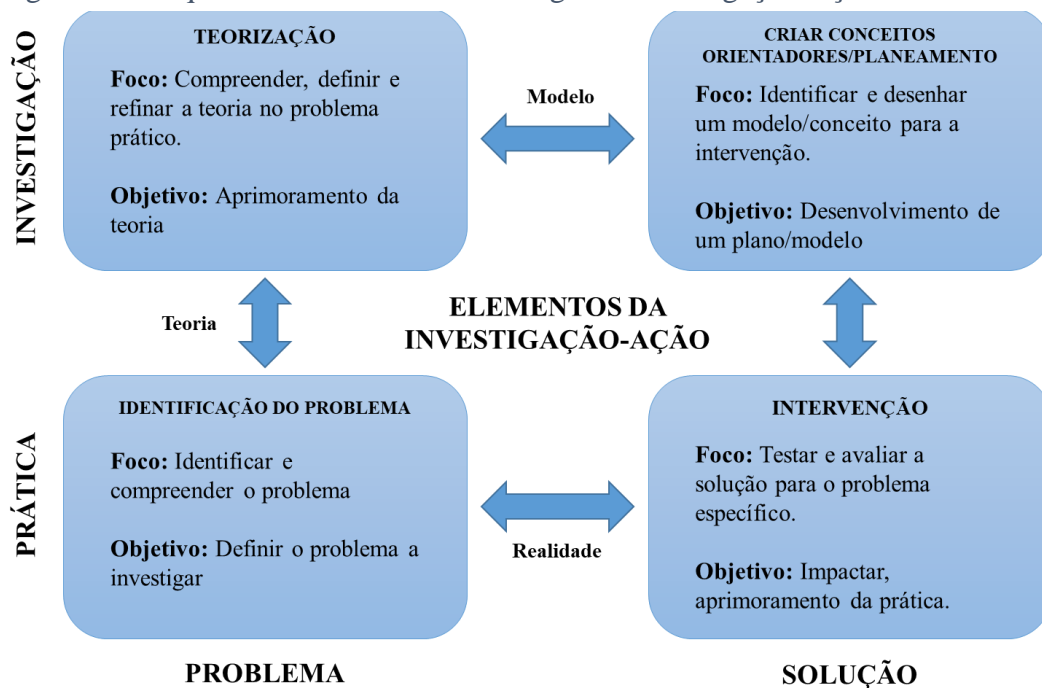 INVESTIGAÇÃO
TEORIZAÇÃO
Foco: Compreender, definir e
refinar a teoria no problema
prático.
Objetivo: Aprimoramento da
teoria
Modelo
CRIAR CONCEITOS
ORIENTADORES/PLANEAMENTO
Foco: Identificar e desenhar
um modelo/conceito para a
intervenção.
Objetivo: Desenvolvimento de
um plano/modelo
Teoria
ELEMENTOS DA
INVESTIGAÇÃO-AÇÃO
PRÁTICA
IDENTIFICAÇÃO DO PROBLEMA
Foco: Identificar e
compreender o problema
Objetivo: Definir o problema a
investigar
Realidade
INTERVENÇÃO
Foco: Testar e avaliar a
solução para o problema
específico.
Objetivo: Impactar,
aprimoramento da prática.
PROBLEMA
SOLUÇÃO